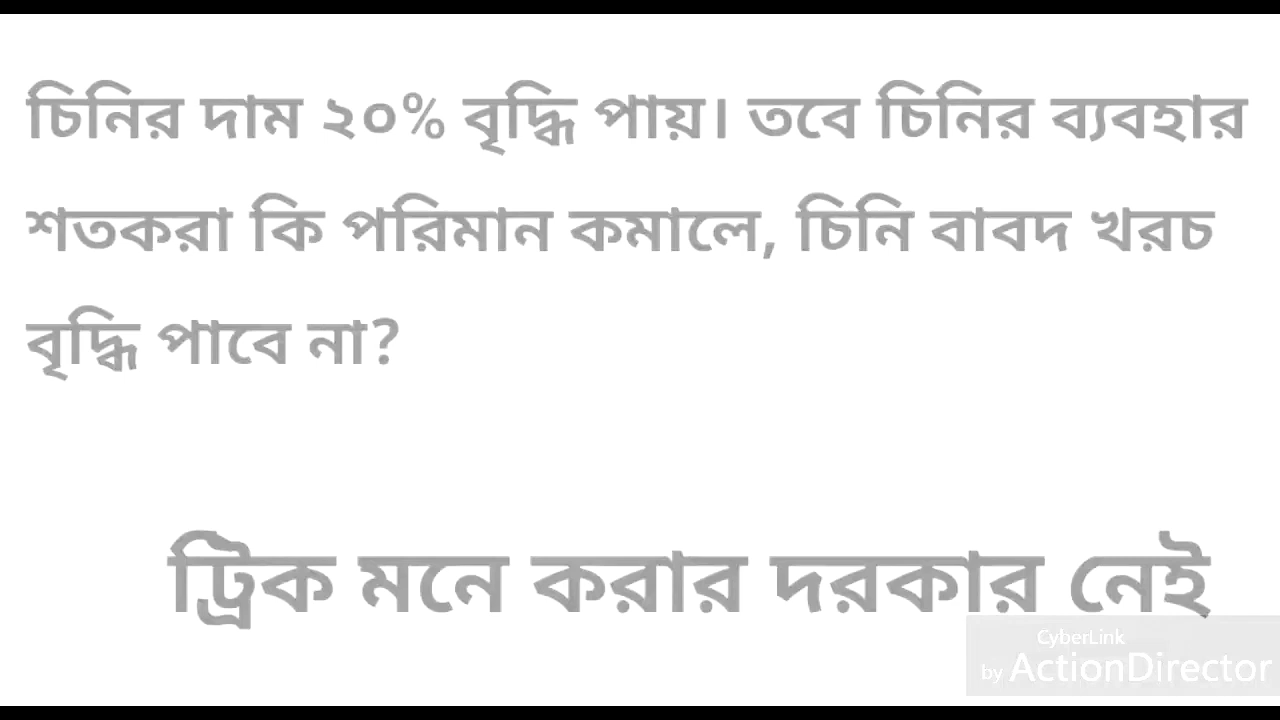 চিনির দাম ২০% বৃদ্ধি পায়। তবে চিনির ব্যবহার
শতকরা কি পরিমান কমালে, চিনি বাবদ খরচ
বৃদ্ধি পাবে না?
ট্রিক মনে করার দরকার নেই
CyberLink
by ActionDirector